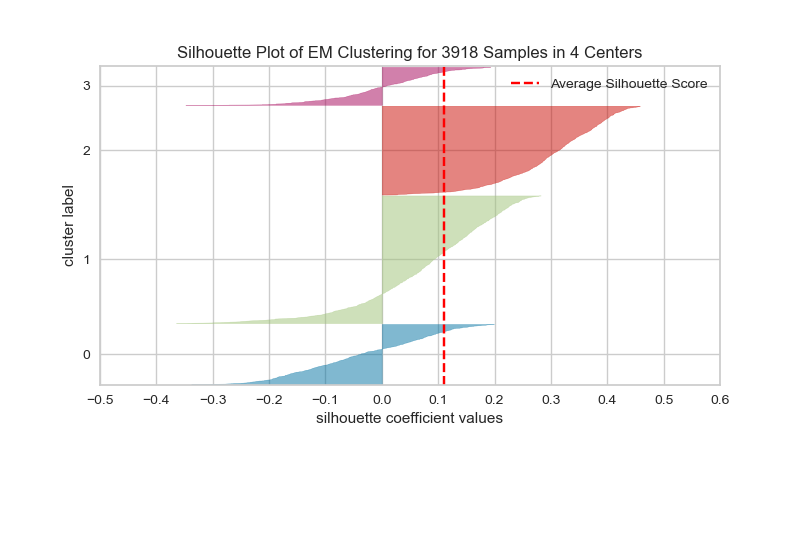 Silhouette Plot of EM Clustering for 3918 Samples in 4 Centers
Average Silhouette Score
cluster label
3
2
1
0
−0.5 −0.4 −0.3 −0.2 −0.1 0.0 0.1 0.2 0.3 0.4 0.5 0.6
silhouette coefficient values